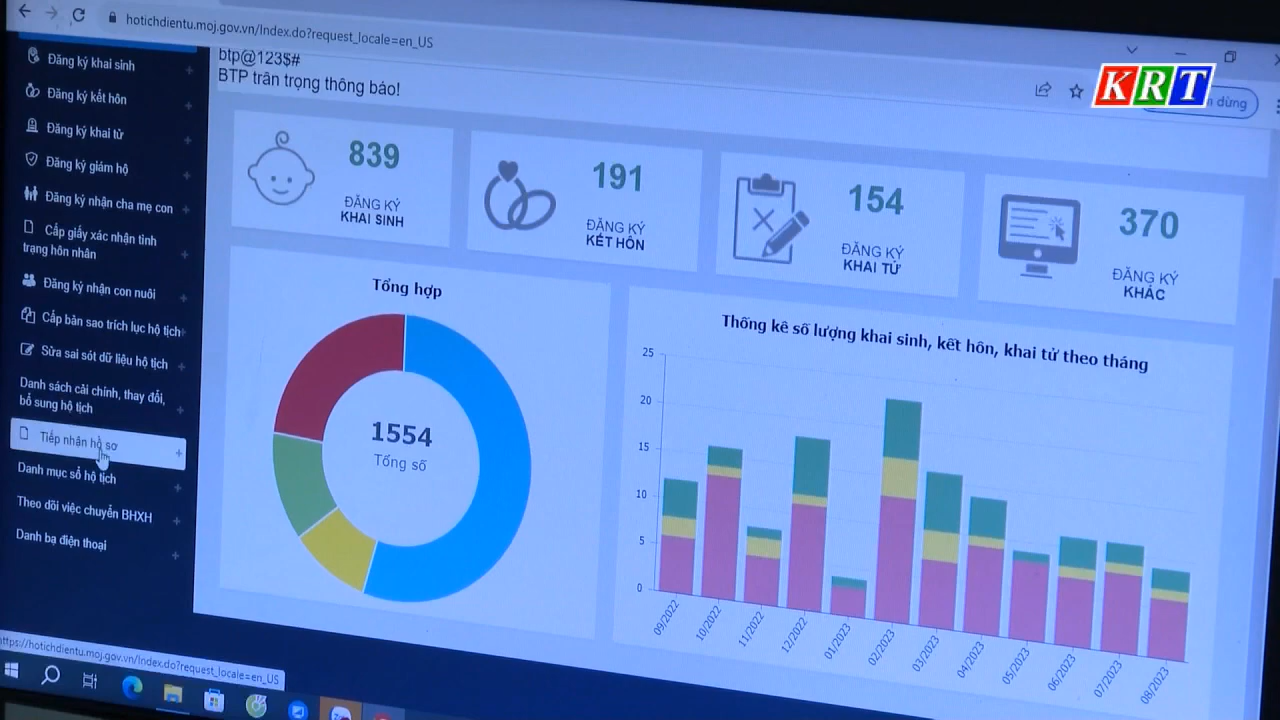 hotichdientu.moj.gov.vn/Index.do?request_locale=en_US
KRT
dừng
btp@123$#
BTP trân trọng thông báo!
Đăng ký khai sinh
Đăng ký kết hôn
Đăng ký khai tử
Đăng ký giám hộ
Đăng ký nhận cha mẹ con
Cấp giấy xác nhận tình
trạng hôn nhân
Đăng ký nhận con nuôi
Cấp bản sao trích lục hộ tịch
Sửa sai sót dữ liệu hộ tịch
Danh sách cải chính, thay đổi,
bổ sung hộ tịch
Tiếp nhận hồ sơ
Danh mục sổ hộ tịch
Theo dõi việc chuyển BHXH
Danh bạ điện thoại
839
ĐĂNG KÝ
KHAI SINH
191
ĐĂNG KÝ
KẾT HÔN
154
ĐĂNG KÝ
KHAI TỬ
370
ĐĂNG KÝ
KHÁC
Tổng hợp
1554
Tổng số
Thống kê số lượng khai sinh, kết hôn, khai tử theo tháng
25
20
15
10
5
0
09/2022
10/2022
11/2022
12/2022
01/2023
02/2023
03/2023
04/2023
05/2023
06/2023
07/2023
08/2023
https://hotichdientu.moj.gov.vn/Index.do?request_locale=en_US